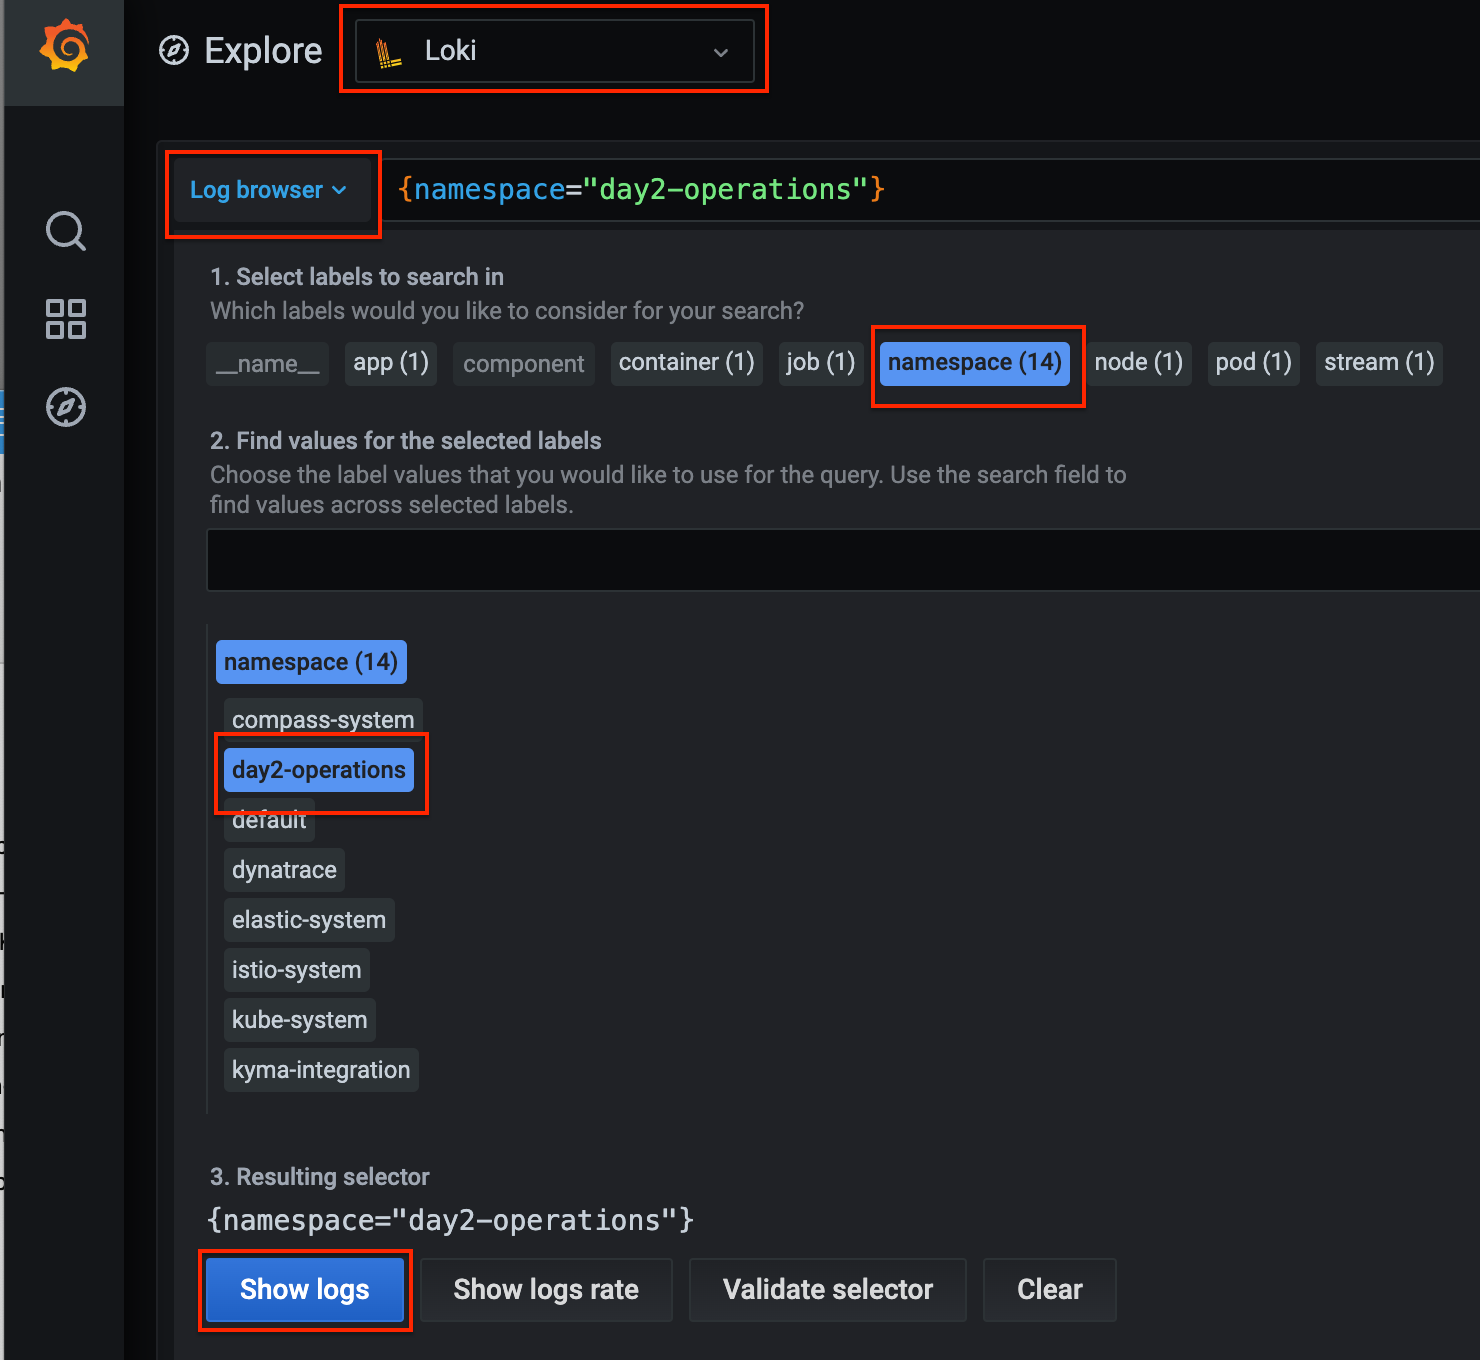 Explore
Loki
Log browser
{namespace="day2-operations"}
1. Select labels to search in
Which labels would you like to consider for your search?
__name__ app (1) component container (1) job (1) namespace (14) node (1) pod (1) stream (1)
2. Find values for the selected labels
Choose the label values that you would like to use for the query. Use the search field to
find values across selected labels.
namespace (14)
compass-system
day2-operations
default
dynatrace
elastic-system
istio-system
kube-system
kyma-integration
3. Resulting selector
{namespace="day2-operations"}
Show logs Show logs rate Validate selector Clear